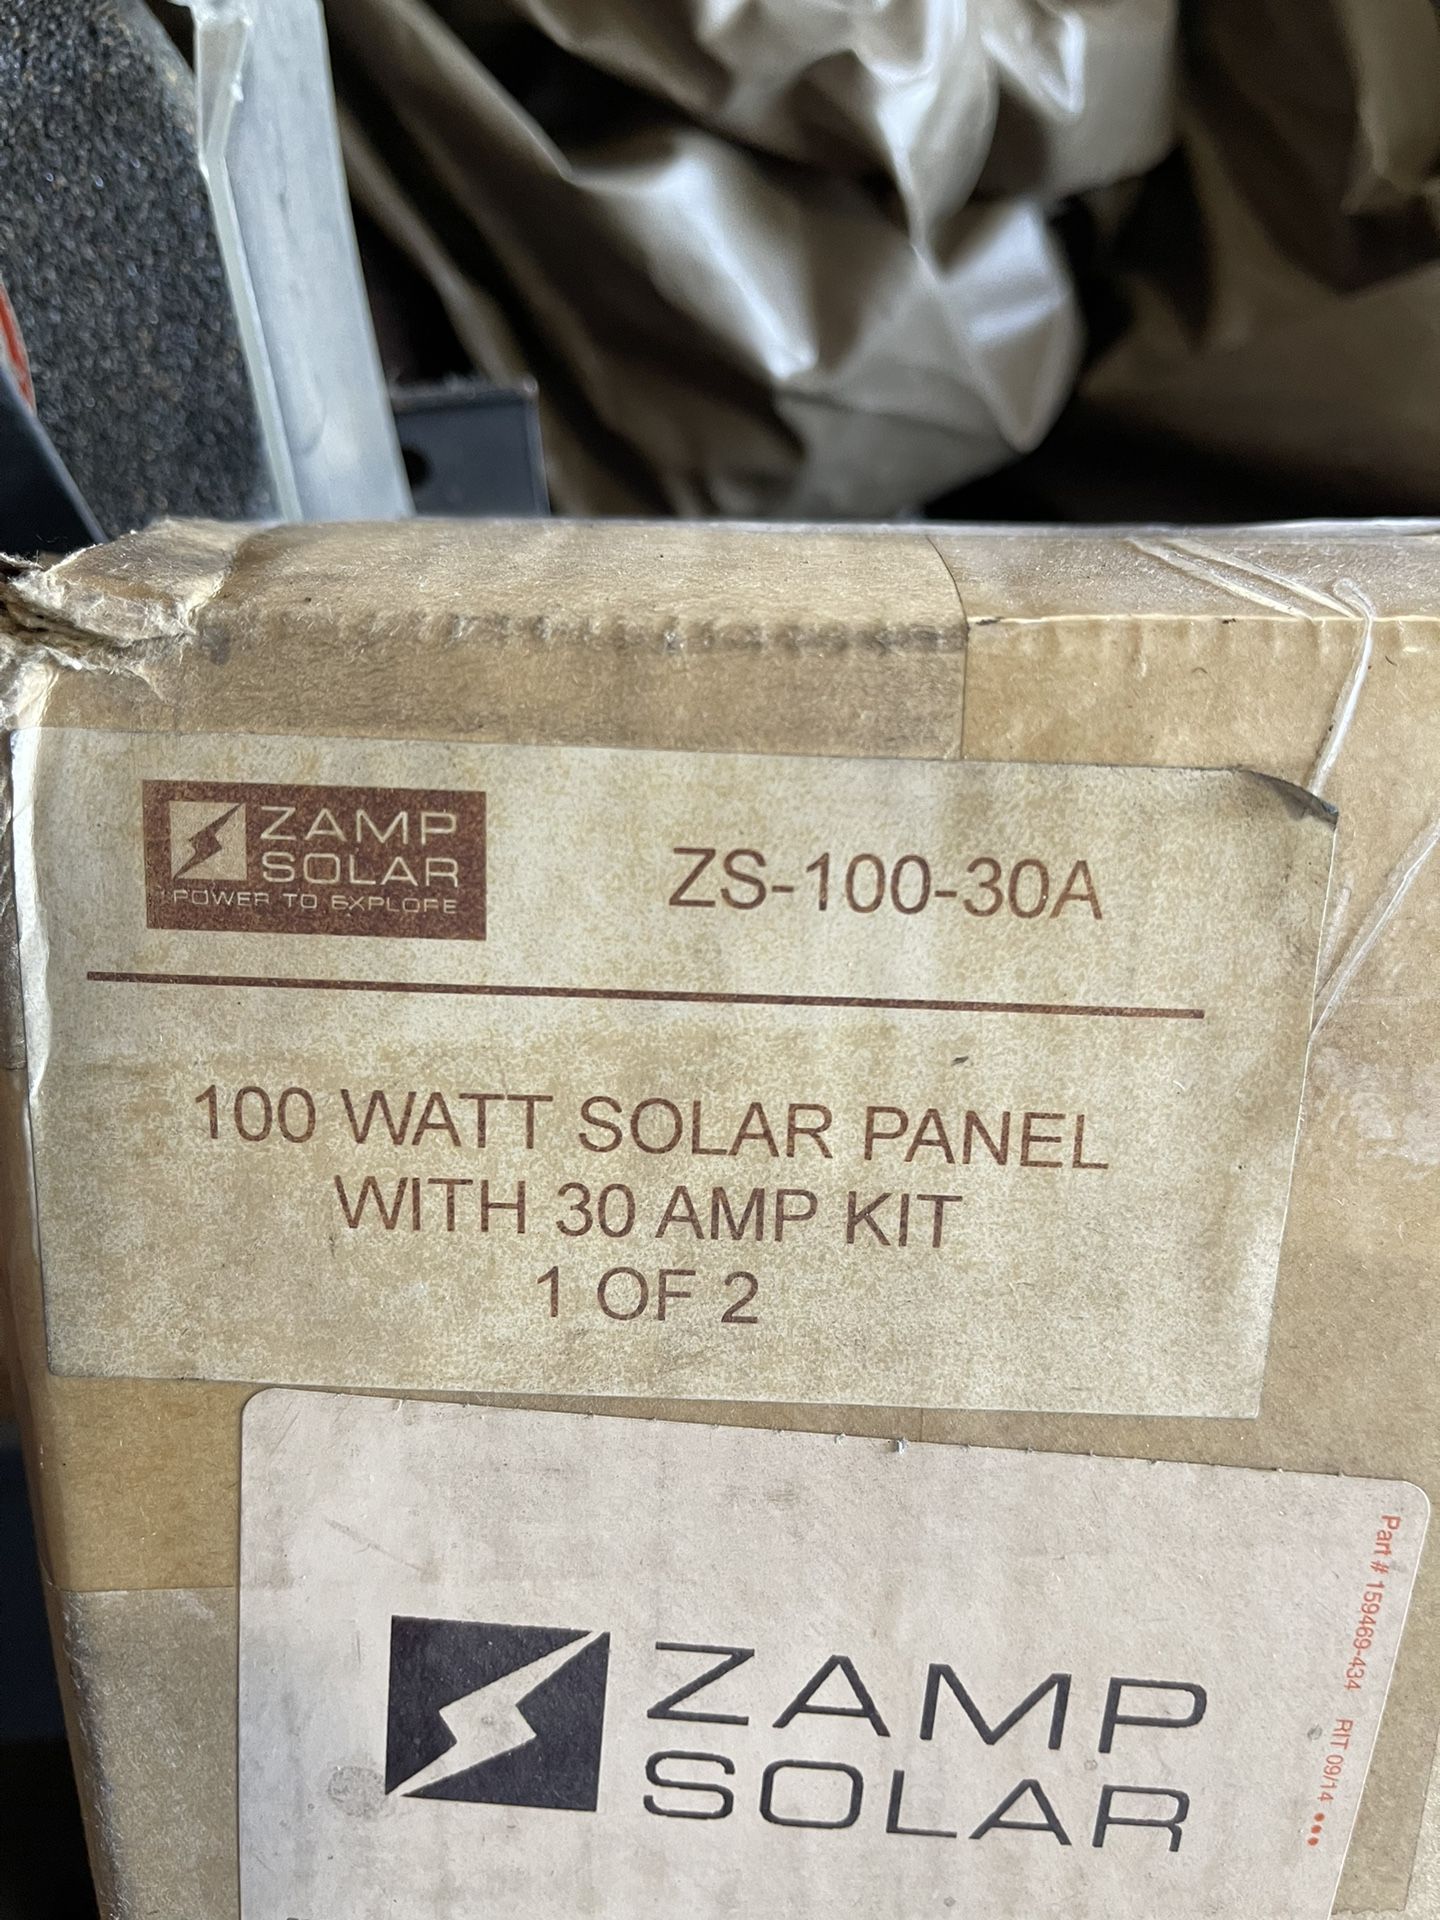 ZAMP
SOLAR
POWER TO EXPLORE
ZS-100-30A
100 WATT SOLAR PANEL
WITH 30 AMP KIT
1 OF 2
Part # 159469-434 RIT 09/14
ZAMP
SOLAR